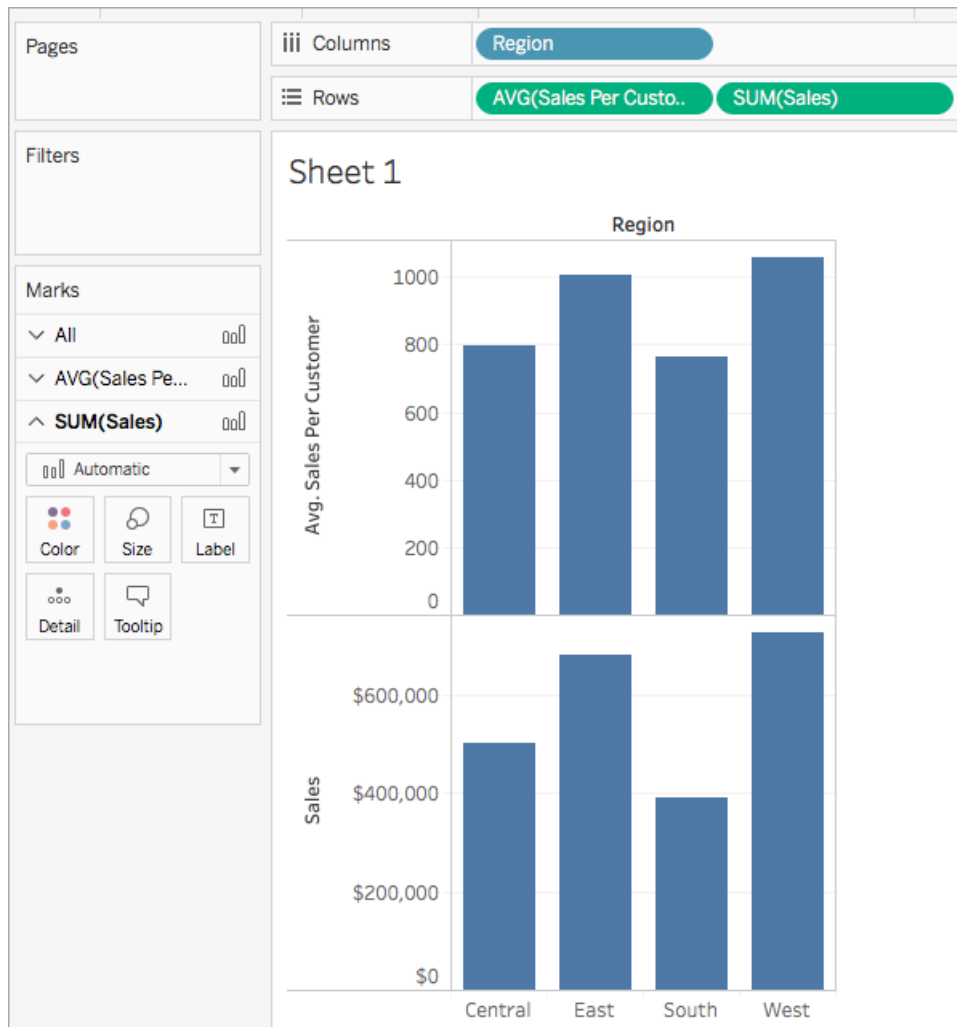 Pages
Columns
Region
Rows
AVG(Sales Per Custo..
SUM(Sales)
Filters
Marks
All
AVG(Sales Pe...
SUM(Sales)
Automatic
Color
Size
T
Label
Detail
Tooltip
Sheet 1
Region
Avg. Sales Per Customer
1000
800
600
400
200
0
Sales
$600,000
$400,000
$200,000
$0
Central
East
South
West